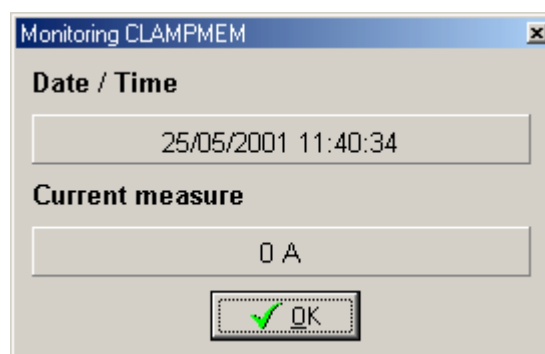 Monitoring CLAMPMEM
Date / Time
25/05/2001 11:40:34
Current measure
0 A
OK